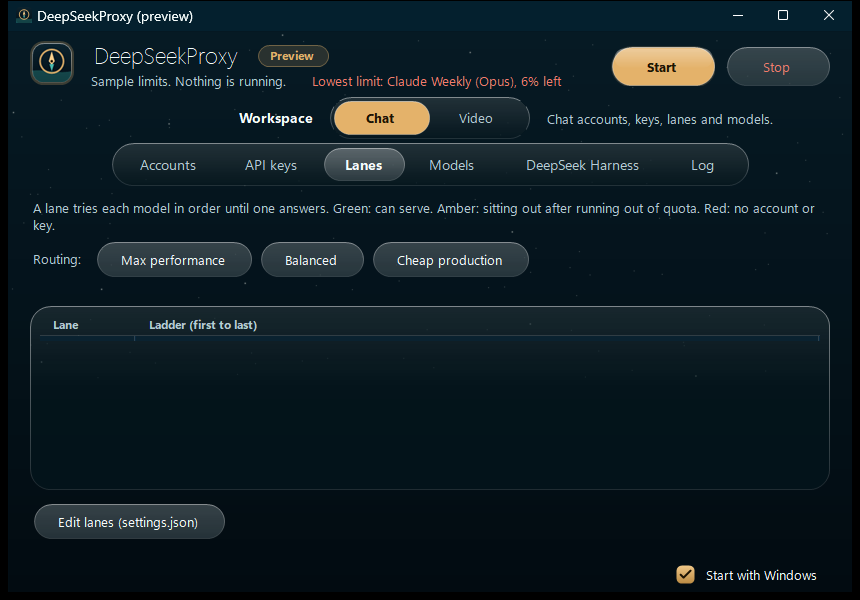 DeepSeekProxy (preview)
DeepSeekProxy
Preview
Sample limits. Nothing is running.
Lowest limit: Claude Weekly (Opus), 6% left
Start
Stop
Workspace
Chat
Video
Chat accounts, keys, lanes and models.
Accounts
API keys
Lanes
Models
DeepSeek Harness
Log
A lane tries each model in order until one answers. Green: can serve. Amber: sitting out after running out of quota. Red: no account or
key.
Routing:
Max performance
Balanced
Cheap production
Lane
Ladder (first to last)
Edit lanes (settings.json)
Start with Windows